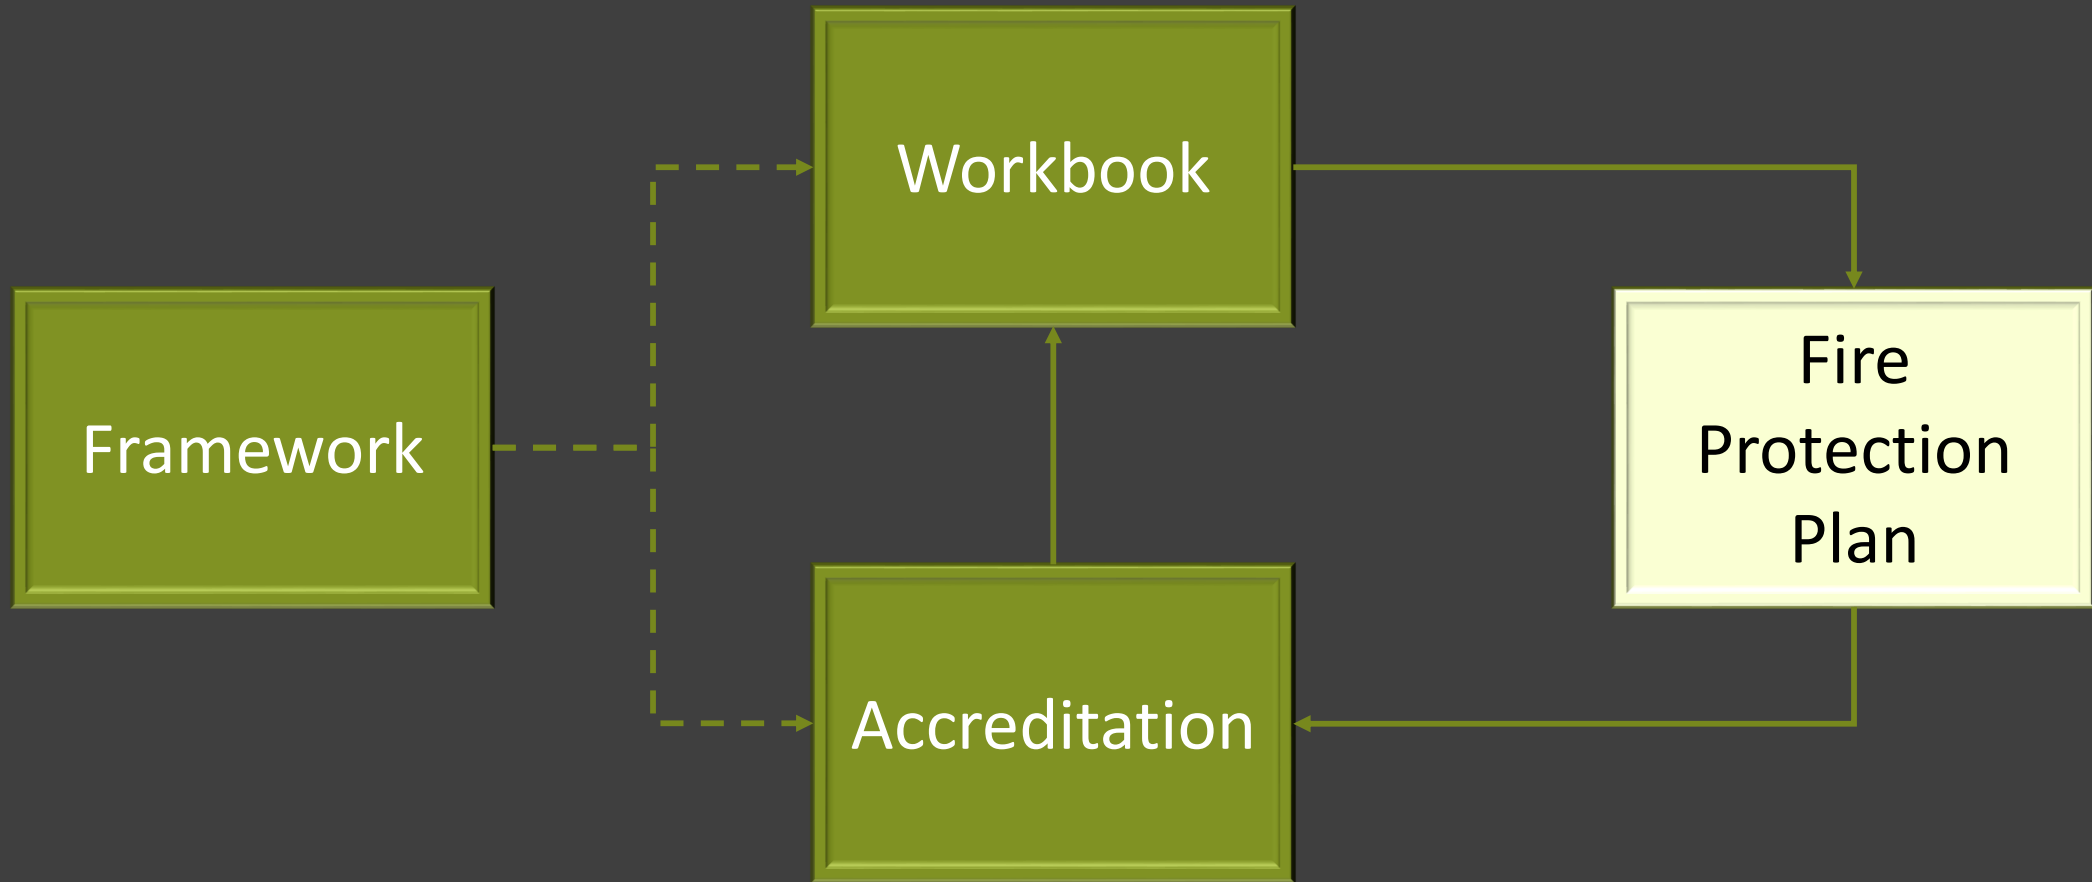 Workbook
Framework
Fire
Protection
Plan
Accreditation